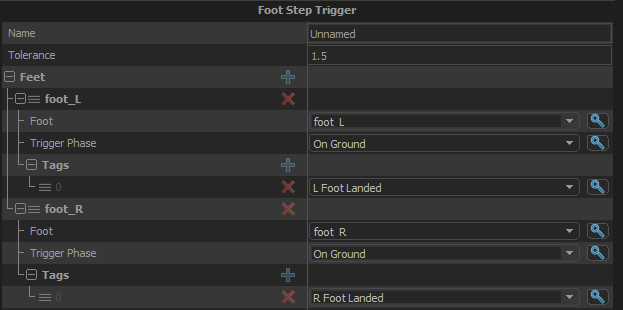 Foot Step Trigger
Name Unnamed
Tolerance 1.5
Feet
foot_L
Foot foot_L
Trigger Phase On Ground
Tags
0 L Foot Landed
foot_R
Foot foot_R
Trigger Phase On Ground
Tags
0 R Foot Landed